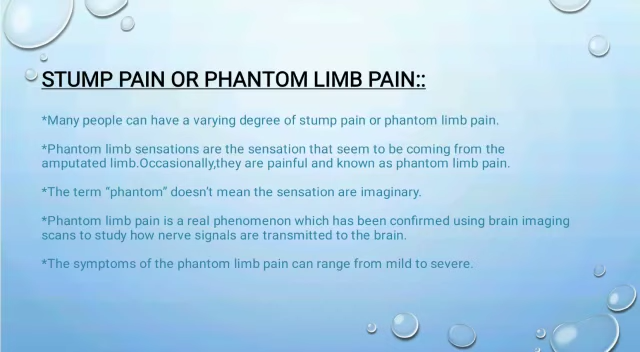 STUMP PAIN OR PHANTOM LIMB PAIN::
*Many people can have a varying degree of stump pain or phantom limb pain.
*Phantom limb sensations are the sensation that seem to be coming from the
amputated limb.Occasionally,they are painful and known as phantom limb pain.
*The term "phantom" doesn't mean the sensation are imaginary.
*Phantom limb pain is a real phenomenon which has been confirmed using brain imaging
scans to study how nerve signals are transmitted to the brain.
*The symptoms of the phantom limb pain can range from mild to severe.